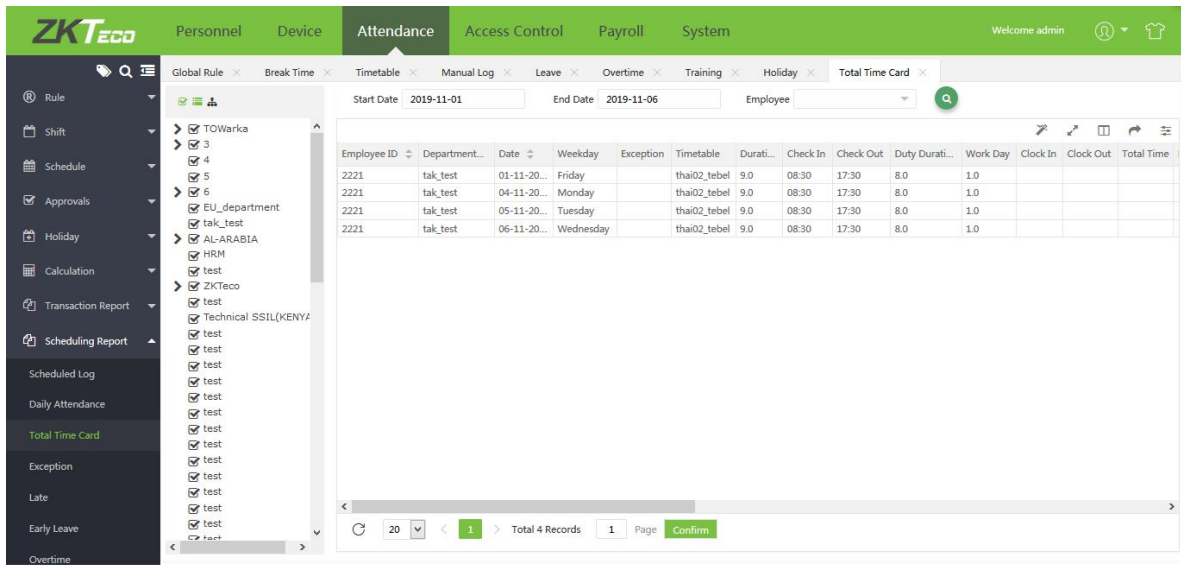 ZKTeco Personnel Device Attendance Access Control Payroll System Welcome admin
Global Rule Break Time Timetable Manual Log Leave Overtime Training Holiday Total Time Card
Rule
Shift
Schedule
Approvals
Holiday
Calculation
Transaction Report
Scheduling Report
Scheduled Log
Daily Attendance
Total Time Card
Exception
Late
Early Leave
Overtime
TOWarka
3
4
5
6
EU_department
tak_test
AL-ARABIA
HRM
test
ZKTeco
test
Technical SSIL(KENYA
test
test
test
test
test
test
test
test
test
test
test
test
test
test
Start Date 2019-11-01 End Date 2019-11-06 Employee
Employee ID Department... Date Weekday Exception Timetable Durati... Check In Check Out Duty Durati... Work Day Clock In Clock Out Total Time
2221 tak_test 01-11-20... Friday thai02_tebel 9.0 08:30 17:30 8.0 1.0
2221 tak_test 04-11-20... Monday thai02_tebel 9.0 08:30 17:30 8.0 1.0
2221 tak_test 05-11-20... Tuesday thai02_tebel 9.0 08:30 17:30 8.0 1.0
2221 tak_test 06-11-20... Wednesday thai02_tebel 9.0 08:30 17:30 8.0 1.0
20 1 Total 4 Records 1 Page Confirm